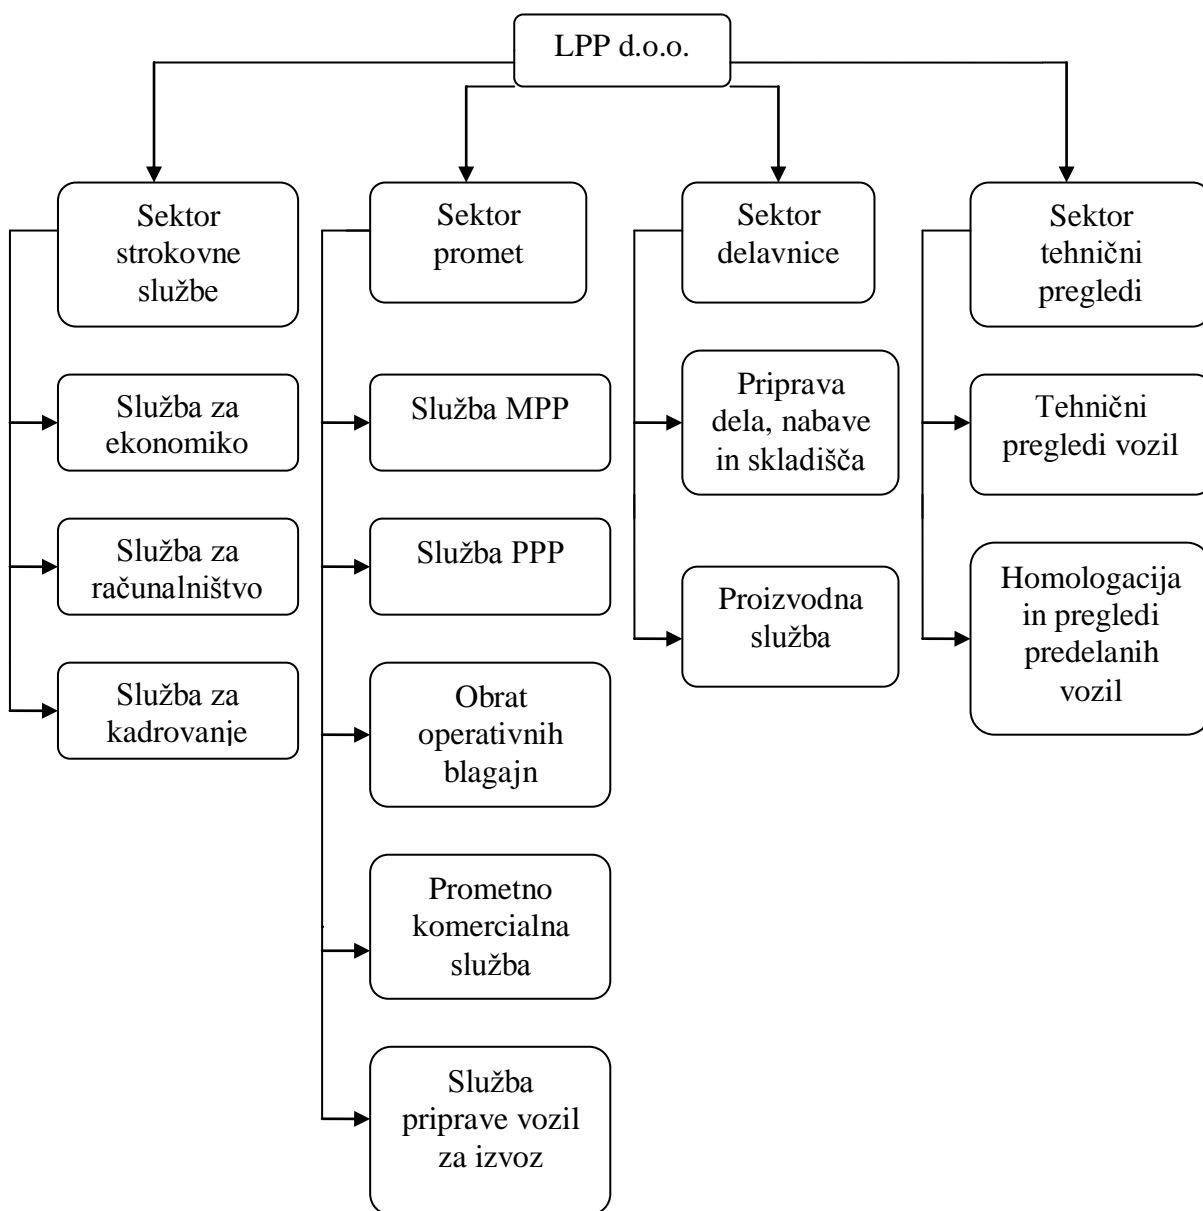 LPP d.o.o.
Sektor
strokovne
službe
Služba za
ekonomiko
Služba za
računalništvo
Služba za
kadrovanje
Sektor
promet
Služba MPP
Služba PPP
Obrat
operativnih
blagajn
Prometno
komercialna
služba
Služba
priprave vozil
za izvoz
Sektor
delavnice
Priprava
dela, nabave
in skladišča
Proizvodna
služba
Sektor
tehnični
pregledi
Tehnični
pregledi vozil
Homologacija
in pregledi
predelanih
vozil